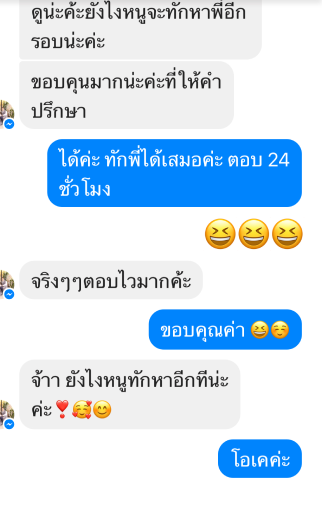 ดูน่ะค้ะยังไงหนูจะทักหาพี่อีก
รอบน่ะค่ะ
ขอบคุนมากน่ะค่ะที่ให้คำ
ปรึกษา
ได้ค่ะ ทักพี่ได้เสมอค่ะ ตอบ 24
ชั่วโมง
😆😆😆
จริงๆๆตอบไวมากค้ะ
ขอบคุณค่า 😆☺️
จ้าา ยังไงหนูทักหาอีกทีน่ะ
ค่ะ❣️🥰😊
โอเคค่ะ